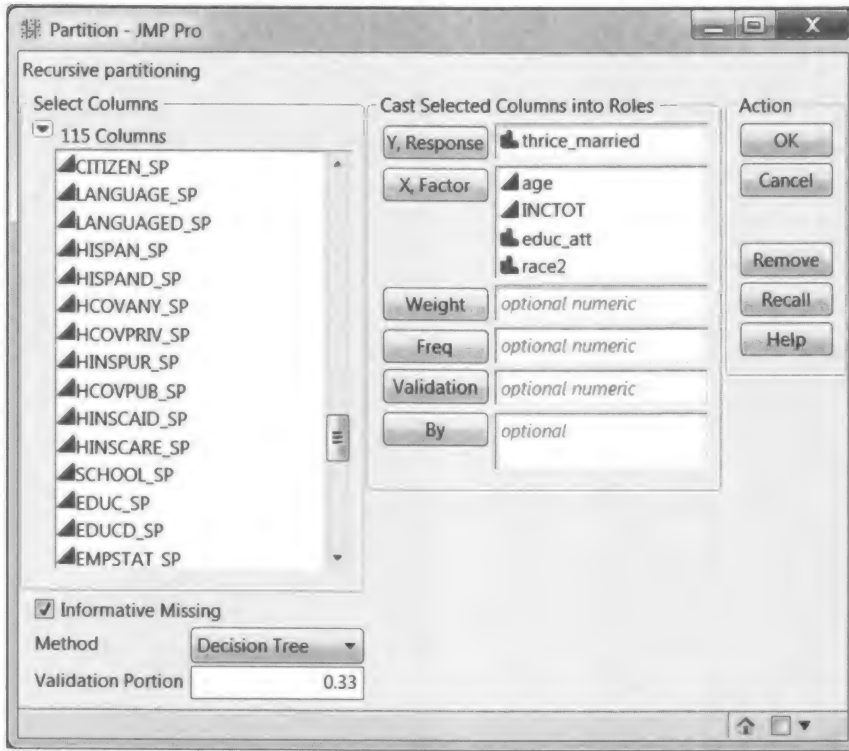 Partition - JMP Pro
Recursive partitioning
Select Columns
115 Columns
CITIZEN_SP
LANGUAGE_SP
LANGUAGED_SP
HISPAN_SP
HISPAND_SP
HCOVANY_SP
HCOVPRIV_SP
HINSPUR_SP
HCOVPUB_SP
HINSCAID_SP
HINSCARE_SP
SCHOOL_SP
EDUC_SP
EDUCD_SP
EMPSTAT_SP
Informative Missing
Method Decision Tree
Validation Portion 0.33
Cast Selected Columns into Roles
Y, Response thrice_married
X, Factor age
INCTOT
educ_att
race2
Weight optional numeric
Freq optional numeric
Validation optional numeric
By optional
Action
OK
Cancel
Remove
Recall
Help